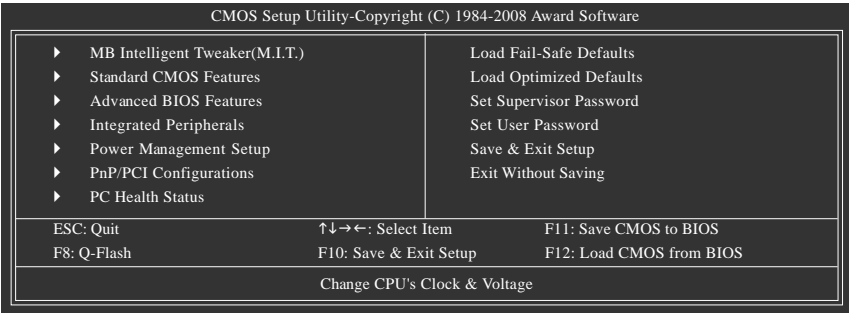 CMOS Setup Utility-Copyright (C) 1984-2008 Award Software
MB Intelligent Tweaker(M.I.T.)
Standard CMOS Features
Advanced BIOS Features
Integrated Peripherals
Power Management Setup
PnP/PCI Configurations
PC Health Status
Load Fail-Safe Defaults
Load Optimized Defaults
Set Supervisor Password
Set User Password
Save & Exit Setup
Exit Without Saving
ESC: Quit ↑↓→←: Select Item F11: Save CMOS to BIOS
F8: Q-Flash F10: Save & Exit Setup F12: Load CMOS from BIOS
Change CPU's Clock & Voltage